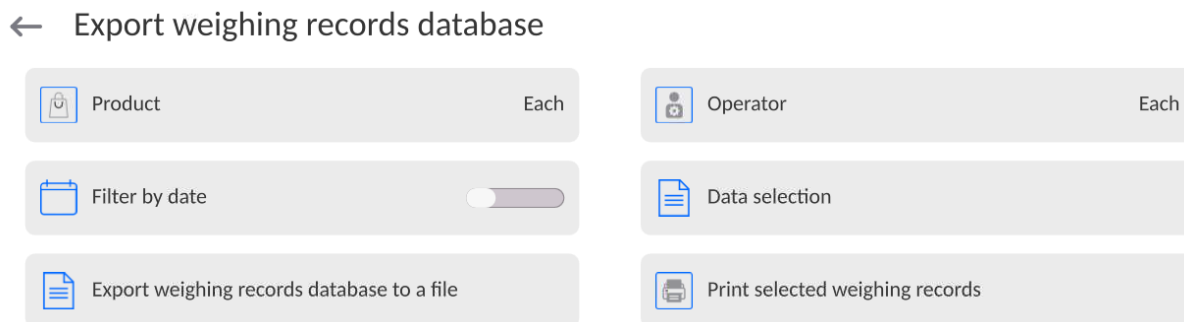 Export weighing records database
Product Each
Operator Each
Filter by date
Data selection
Export weighing records database to a file
Print selected weighing records